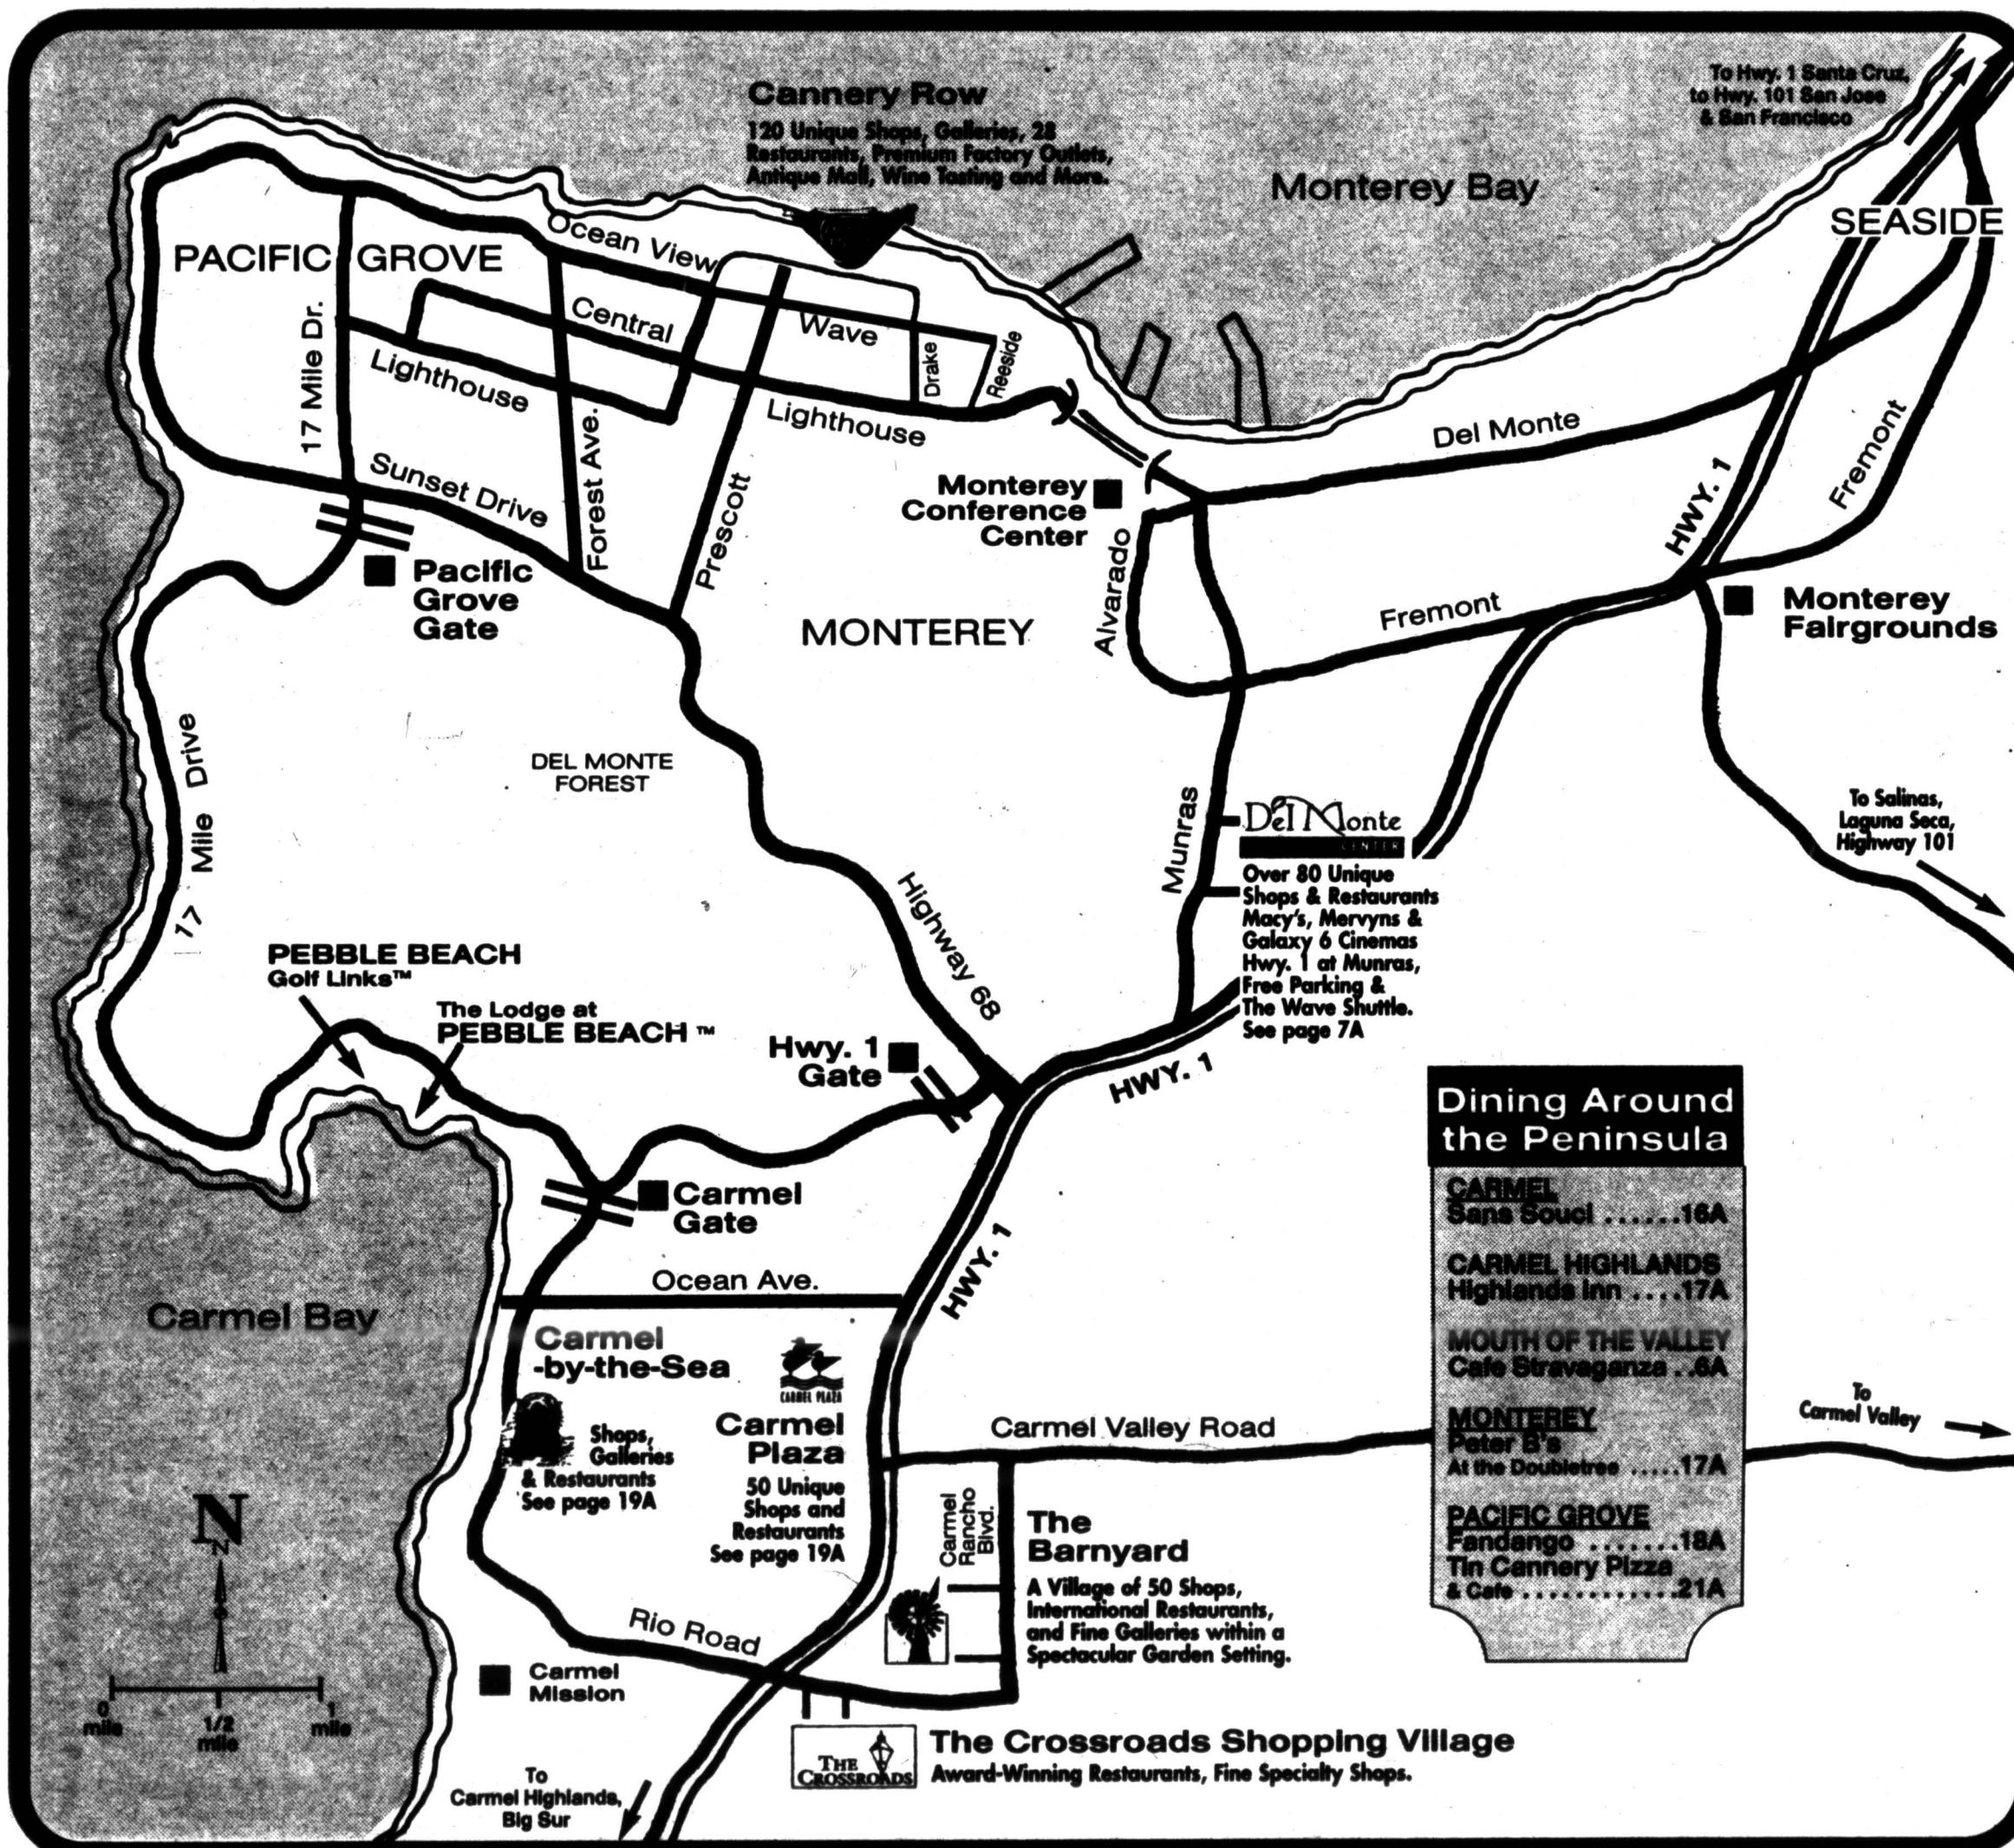 Cannery Row
120 Unique Shops, Galleries, 28
Restaurants, Premium Factory Outlets,
Antique Mall, Wine Tasting and More.
To Hwy. 1 Santa Cruz,
to Hwy. 101 San Jose
& San Francisco
Monterey Bay
SEASIDE
PACIFIC GROVE
Ocean View
Central
Wave
Drake
Reeside
17 Mile Dr.
Lighthouse
Lighthouse
Forest Ave.
Sunset Drive
Prescott
Del Monte
Fremont
HWY. 1
Monterey
Conference
Center
Alvarado
Pacific
Grove
Gate
MONTEREY
Fremont
Monterey
Fairgrounds
17 Mile Drive
DEL MONTE
FOREST
Munras
Del Monte
CENTER
Over 80 Unique
Shops & Restaurants
Macy's, Mervyns &
Galaxy 6 Cinemas
Hwy. 1 at Munras,
Free Parking &
The Wave Shuttle.
See page 7A
To Salinas,
Laguna Seca,
Highway 101
Highway 68
PEBBLE BEACH
Golf Links™
The Lodge at
PEBBLE BEACH™
Hwy. 1
Gate
HWY. 1
Carmel
Gate
HWY. 1
Ocean Ave.
Carmel Bay
Carmel
-by-the-Sea
Shops,
Galleries
& Restaurants
See page 19A
CARMEL PLAZA
Carmel
Plaza
50 Unique
Shops and
Restaurants
See page 19A
Carmel Valley Road
To
Carmel Valley
Carmel
Rancho
Blvd.
The
Barnyard
A Village of 50 Shops,
International Restaurants,
and Fine Galleries within a
Spectacular Garden Setting.
Dining Around
the Peninsula
CARMEL
Sans Souci ......16A
CARMEL HIGHLANDS
Highlands Inn ....17A
MOUTH OF THE VALLEY
Cafe Stravaganza ..6A
MONTEREY
Peter B's
At the Doubletree .....17A
PACIFIC GROVE
Fandango .......18A
Tin Cannery Pizza
& Cafe ............21A
N
N
0
mile
1/2
mile
1
mile
Rio Road
Carmel
Mission
THE
CROSSROADS
The Crossroads Shopping Village
Award-Winning Restaurants, Fine Specialty Shops.
To
Carmel Highlands,
Big Sur